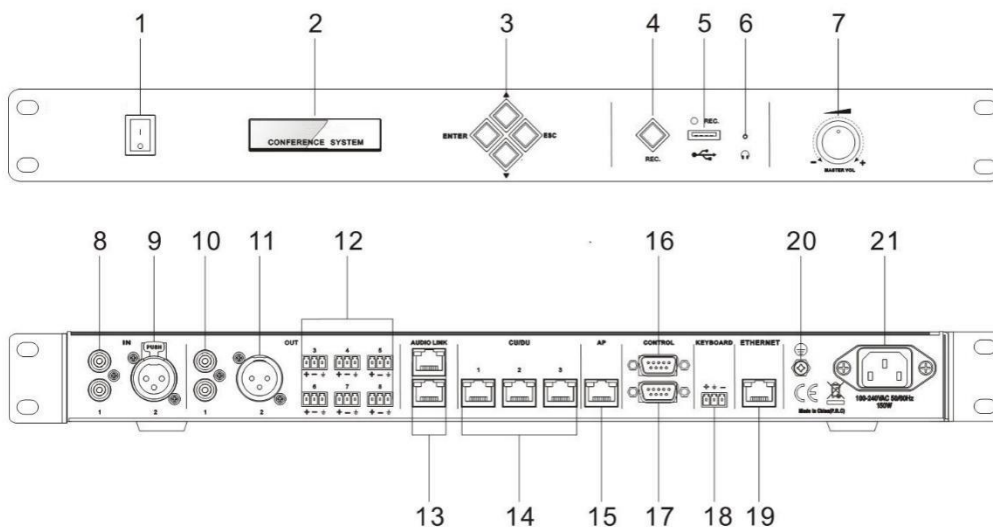 1 2 3 4 5 6 7
REC.
ENTER ESC
CONFERENCE SYSTEM
REC.
- +
MASTER VOL
8 9 10 11 12 16 20 21
IN OUT AUDIO LINK CU/DU AP CONTROL KEYBOARD ETHERNET
PUSH
3 4 5
+ - ⏚ + - ⏚ + - ⏚
1 2 3
6 7 8
+ ⏚ -
+ - ⏚ + - ⏚ + - ⏚
CE
100-240VAC 50/60Hz
150W
1 2 1 2
Made in China(P.R.C)
13 14 15 17 18 19